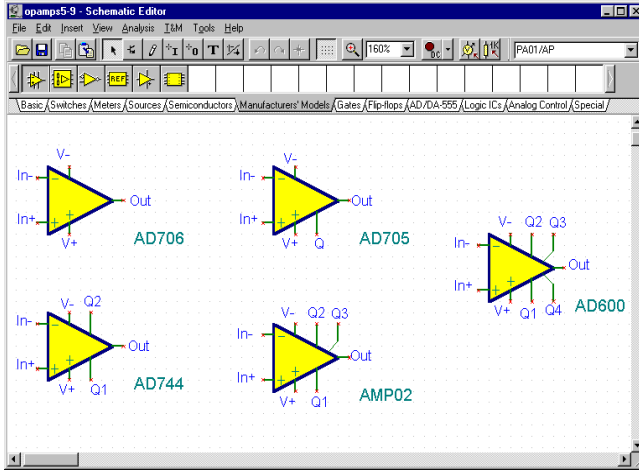 opamps5-9 - Schematic Editor
File Edit Insert View Analysis T&M Tools Help
T 160% DC PA01/AP
REF
Basic Switches Meters Sources Semiconductors Manufacturers' Models Gates Flip-flops AD/DA-555 Logic ICs Analog Control Special
V-
In-
Out
In+
V+
AD706
V-
In-
Out
In+
V+ Q
AD705
V- Q2 Q3
In-
Out
In+
V+ Q1 Q4
AD600
V- Q2
In-
Out
In+
V+ Q1
AD744
V- Q2 Q3
In-
Out
In+
V+ Q1
AMP02